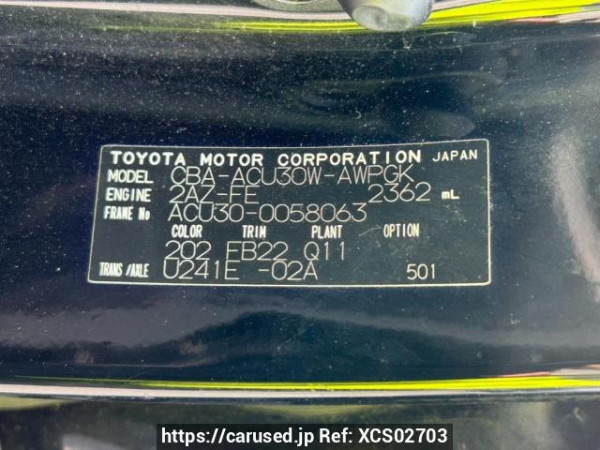 TOYOTA MOTOR CORPORATION JAPAN
MODEL CBA-ACU30W-AWPGK
ENGINE 2AZ-FE 2362 mL
FRAME No ACU30-0058063
COLOR TRIM PLANT OPTION
202 FB22 Q11
TRANS / AXLE U241E -02A 501
https://carused.jp Ref: XCS02703